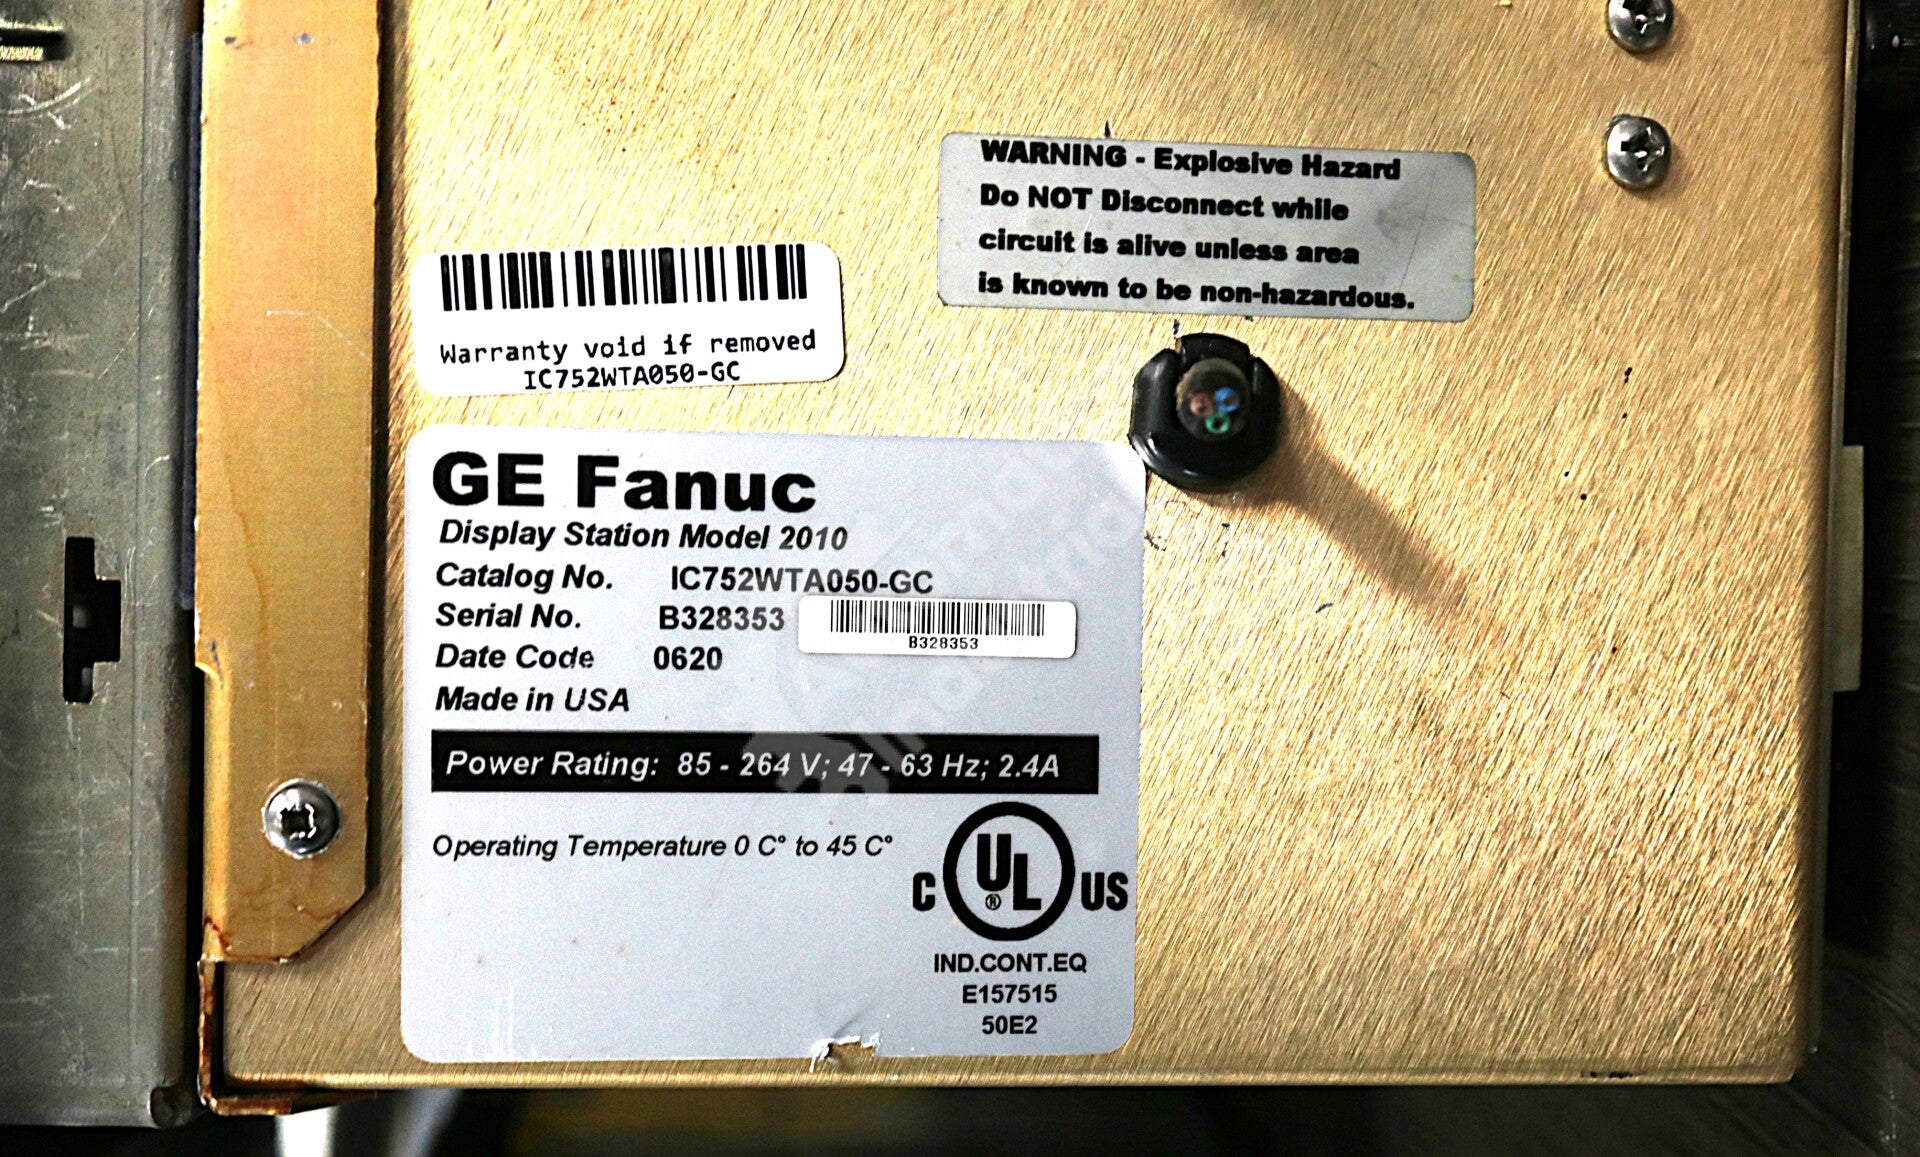 WARNING - Explosive Hazard
Do NOT Disconnect while
circuit is alive unless area
is known to be non-hazardous.
Warranty void if removed
IC752WTA050-GC
GE Fanuc
Display Station Model 2010
Catalog No. IC752WTA050-GC
Serial No. B328353
B328353
Date Code 0620
Made in USA
Power Rating: 85 - 264 V; 47 - 63 Hz; 2.4A
Operating Temperature 0 C° to 45 C°
C UL ® US
IND.CONT.EQ
E157515
50E2